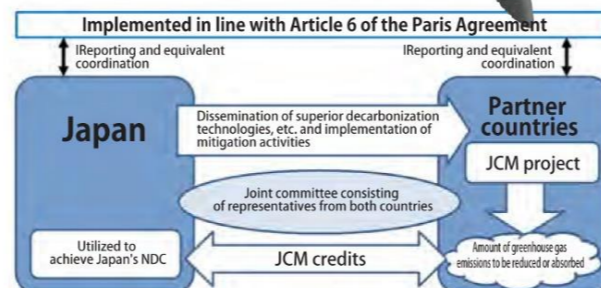 Implemented in line with Article 6 of the Paris Agreement
lReporting and equivalent
coordination
lReporting and equivalent
coordination
Japan
Dissemination of superior decarbonization
technologies, etc. and implementation of
mitigation activities
Partner
countries
JCM project
Joint committee consisting
of representatives from both countries
Utilized to
achieve Japan's NDC
JCM credits
Amount of greenhouse gas
emissions to be reduced or absorbed